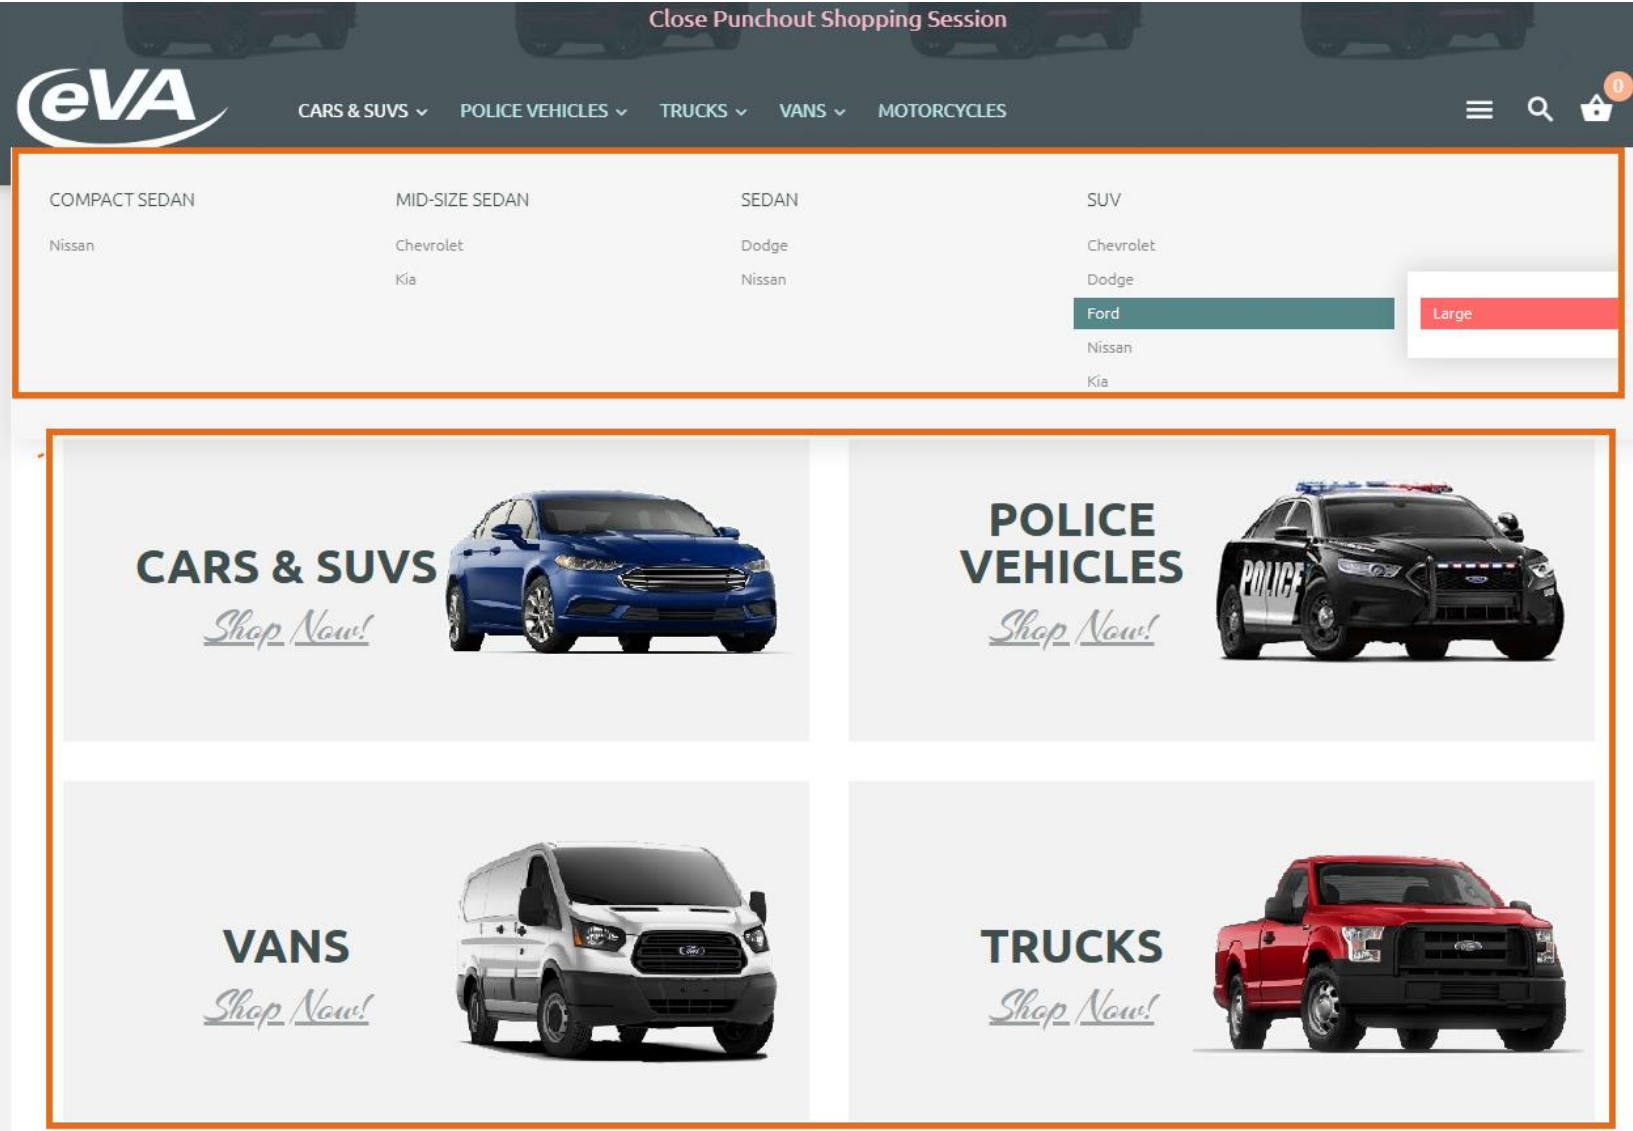 Close Punchout Shopping Session
eVA
CARS & SUVS POLICE VEHICLES TRUCKS VANS MOTORCYCLES
0
COMPACT SEDAN MID-SIZE SEDAN SEDAN SUV
Nissan Chevrolet Dodge Chevrolet
Kia Nissan Dodge
Ford Large
Nissan
Kia
CARS & SUVS
Shop Now!
POLICE
VEHICLES
Shop Now!
POLICE
VANS
Shop Now!
Ford
TRUCKS
Shop Now!
Ford